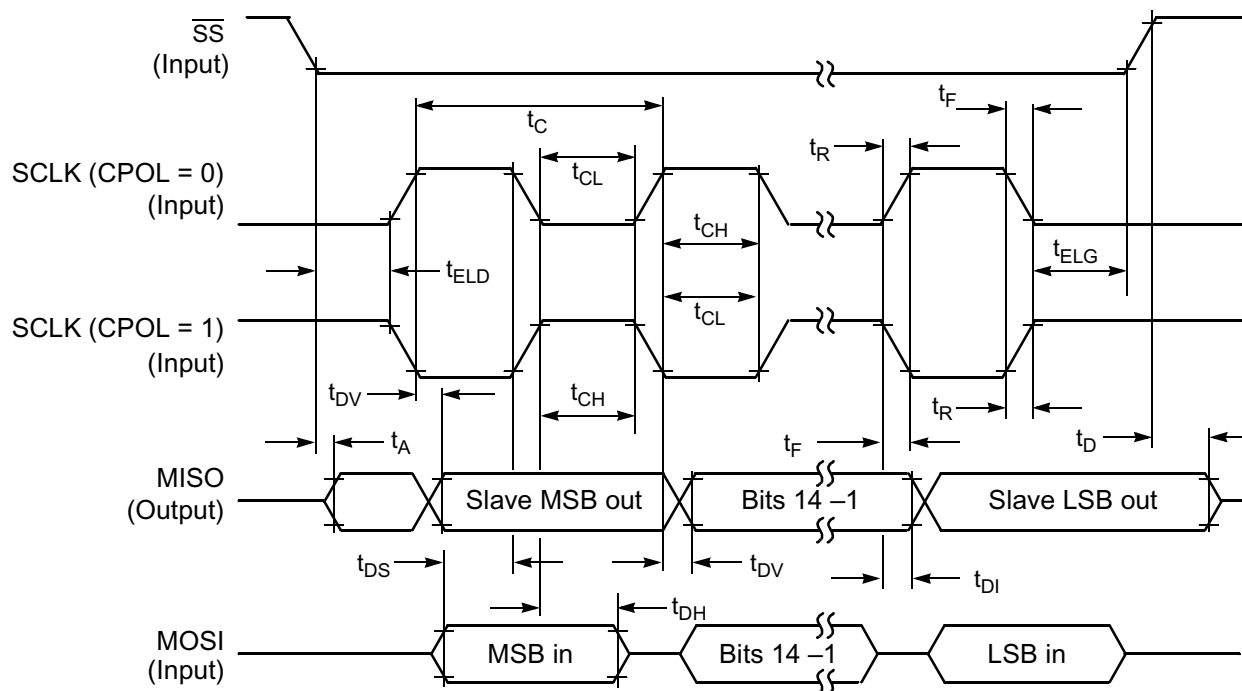 SS
(Input)
t_F
t_C
t_R
SCLK (CPOL = 0)
(Input)
t_CL
t_CH
t_ELD
t_ELG
SCLK (CPOL = 1)
(Input)
t_CL
t_DV
t_CH
t_R
t_A
t_F
t_D
MISO
(Output)
Slave MSB out
Bits 14 –1
Slave LSB out
t_DS
t_DV
t_DI
t_DH
MOSI
(Input)
MSB in
Bits 14 –1
LSB in